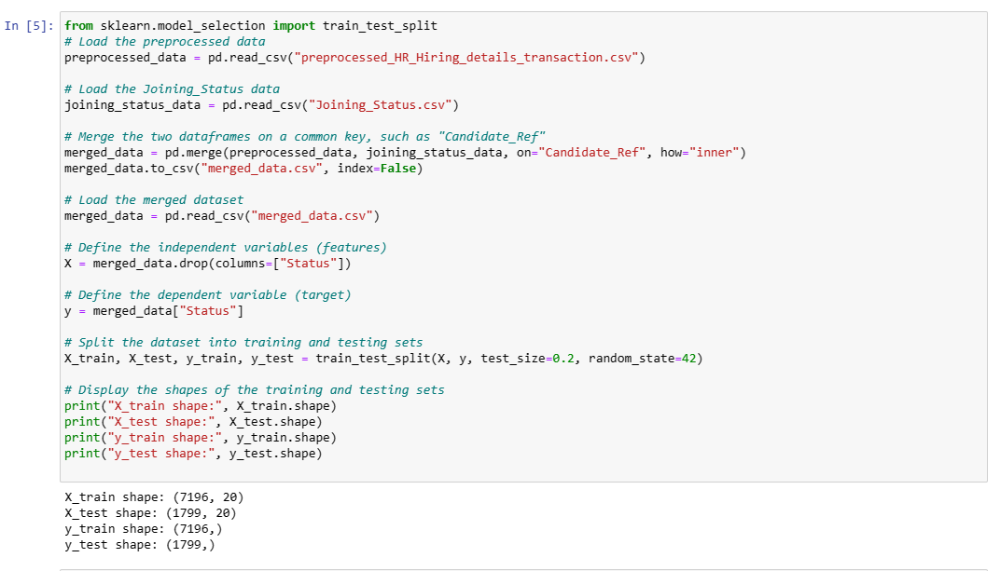 In [5]: from sklearn.model_selection import train_test_split
# Load the preprocessed data
preprocessed_data = pd.read_csv("preprocessed_HR_Hiring_details_transaction.csv")
# Load the Joining_Status data
joining_status_data = pd.read_csv("Joining_Status.csv")
# Merge the two dataframes on a common key, such as "Candidate_Ref"
merged_data = pd.merge(preprocessed_data, joining_status_data, on="Candidate_Ref", how="inner")
merged_data.to_csv("merged_data.csv", index=False)
# Load the merged dataset
merged_data = pd.read_csv("merged_data.csv")
# Define the independent variables (features)
X = merged_data.drop(columns=["Status"])
# Define the dependent variable (target)
y = merged_data["Status"]
# Split the dataset into training and testing sets
X_train, X_test, y_train, y_test = train_test_split(X, y, test_size=0.2, random_state=42)
# Display the shapes of the training and testing sets
print("X_train shape:", X_train.shape)
print("X_test shape:", X_test.shape)
print("y_train shape:", y_train.shape)
print("y_test shape:", y_test.shape)
X_train shape: (7196, 20)
X_test shape: (1799, 20)
y_train shape: (7196,)
y_test shape: (1799,)